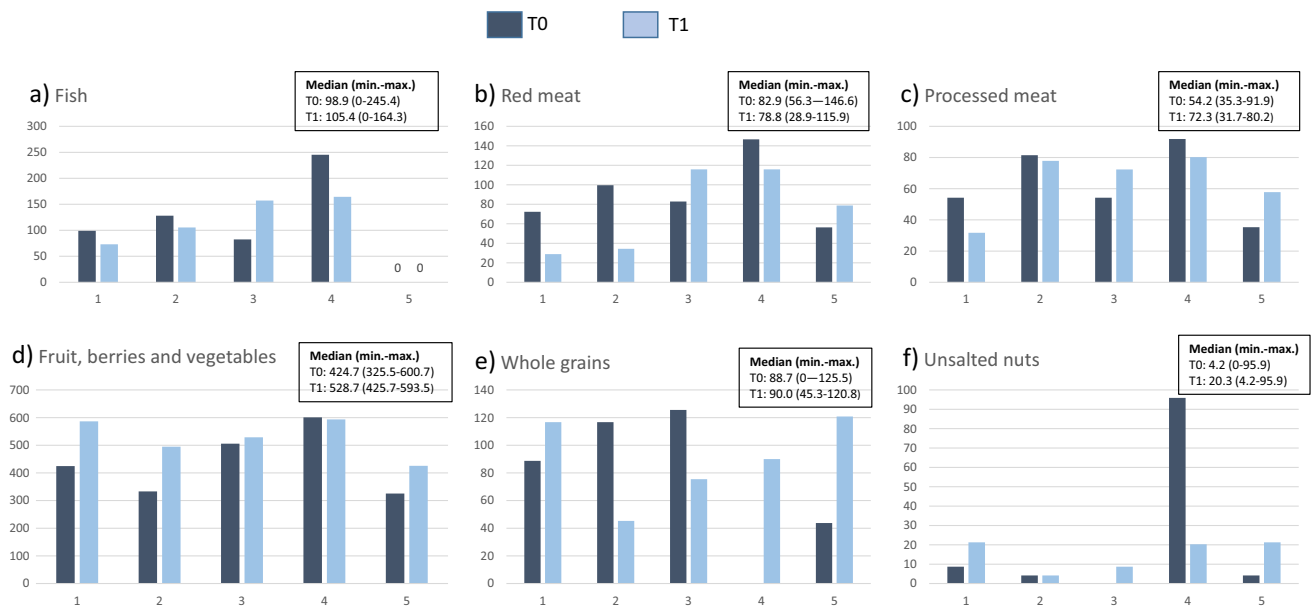 T0
T1
a) Fish
Median (min.-max.)
T0: 98.9 (0-245.4)
T1: 105.4 (0-164.3)
300
250
200
150
100
50
0
0 0
1 2 3 4 5
b) Red meat
Median (min.-max.)
T0: 82.9 (56.3—146.6)
T1: 78.8 (28.9-115.9)
160
140
120
100
80
60
40
20
0
1 2 3 4 5
c) Processed meat
Median (min.-max.)
T0: 54.2 (35.3-91.9)
T1: 72.3 (31.7-80.2)
100
80
60
40
20
0
1 2 3 4 5
d) Fruit, berries and vegetables
Median (min.-max.)
T0: 424.7 (325.5-600.7)
T1: 528.7 (425.7-593.5)
700
600
500
400
300
200
100
0
1 2 3 4 5
e) Whole grains
Median (min.-max.)
T0: 88.7 (0—125.5)
T1: 90.0 (45.3-120.8)
140
120
100
80
60
40
20
0
1 2 3 4 5
f) Unsalted nuts
Median (min.-max.)
T0: 4.2 (0-95.9)
T1: 20.3 (4.2-95.9)
100
90
80
70
60
50
40
30
20
10
0
1 2 3 4 5